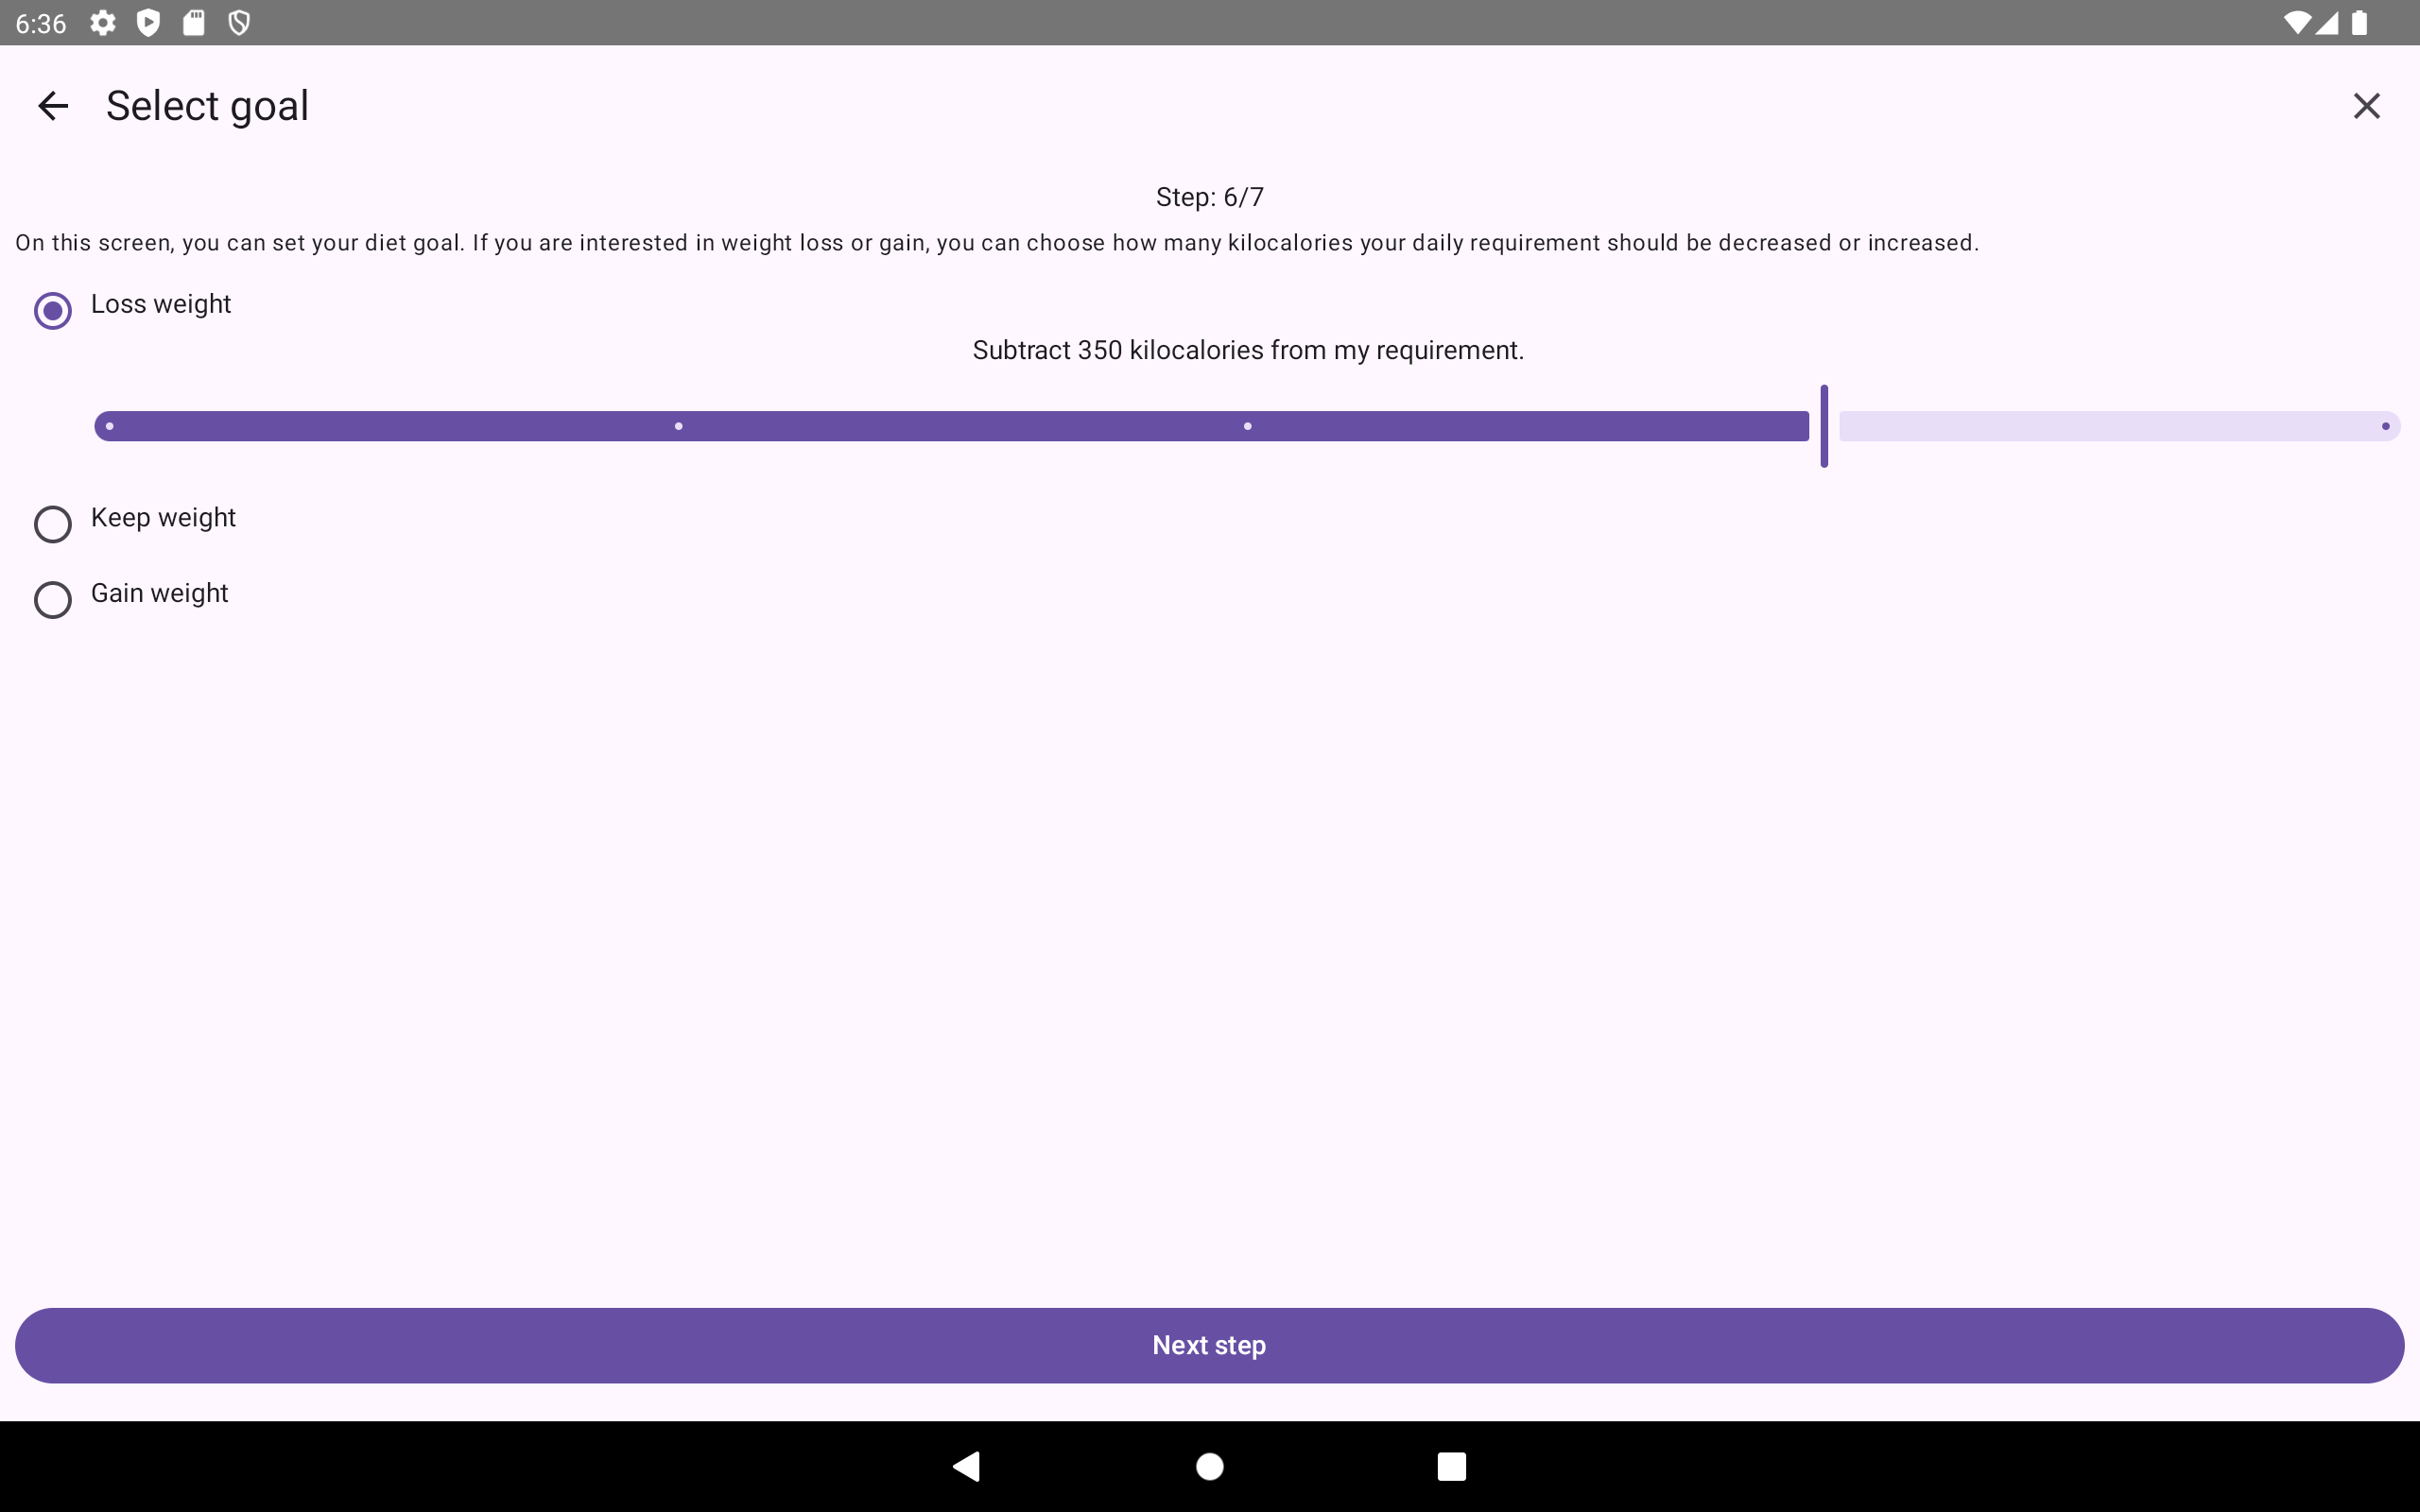 6:36
Select goal
Step: 6/7
On this screen, you can set your diet goal. If you are interested in weight loss or gain, you can choose how many kilocalories your daily requirement should be decreased or increased.
Loss weight
Subtract 350 kilocalories from my requirement.
Keep weight
Gain weight
Next step